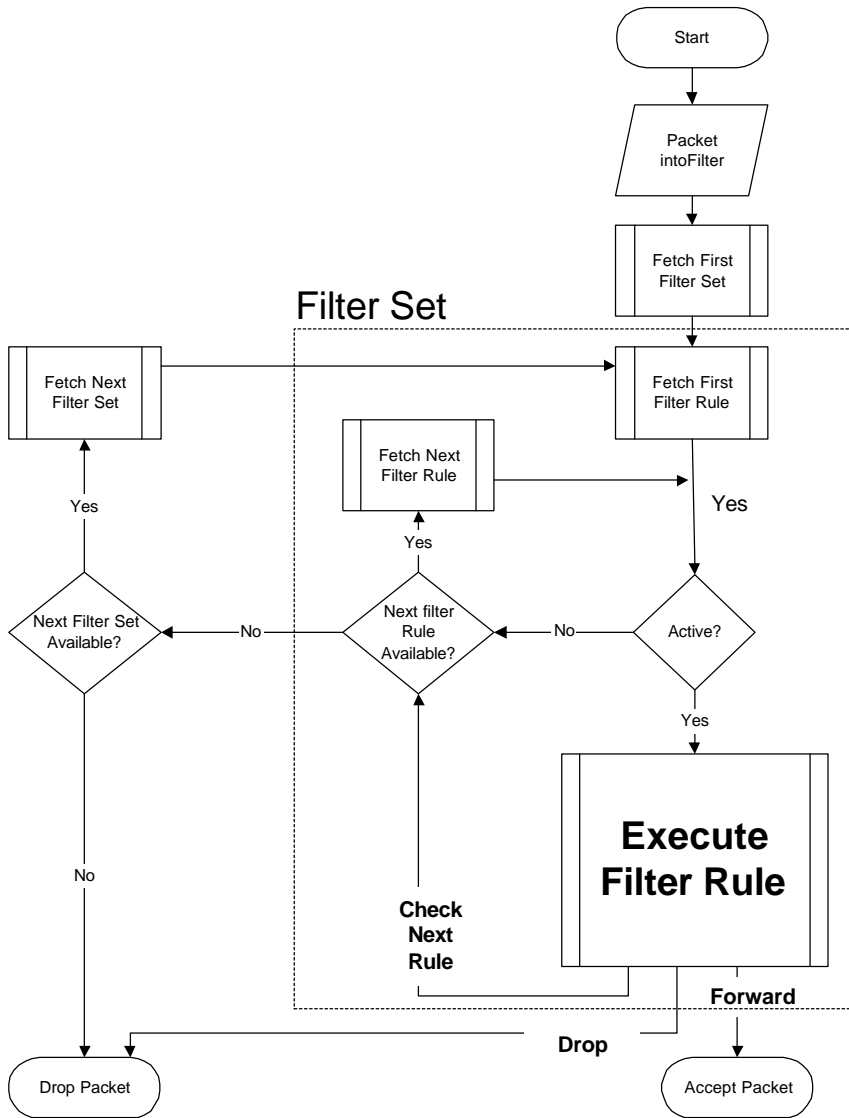 Start
Packet
intoFilter
Fetch First
Filter Set
Filter Set
Fetch Next
Filter Set
Fetch First
Filter Rule
Fetch Next
Filter Rule
Yes
Yes
Yes
Next Filter Set
Available?
No
Next filter
Rule
Available?
No
Active?
Yes
Execute
Filter Rule
No
Check
Next
Rule
Forward
Drop
Drop Packet
Accept Packet